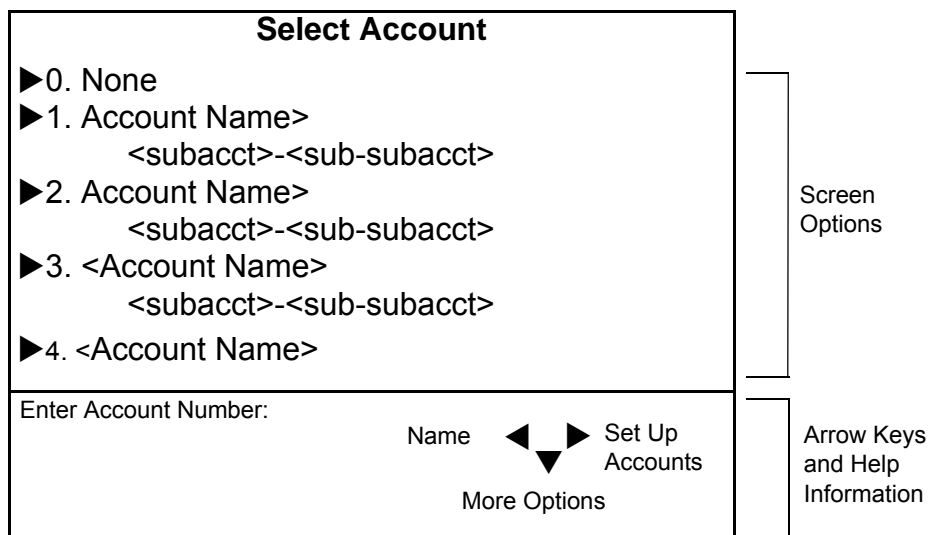 Select Account
▶0. None
▶1. Account Name>
<subacct>-<sub-subacct>
▶2. Account Name>
<subacct>-<sub-subacct>
▶3. <Account Name>
<subacct>-<sub-subacct>
▶4. <Account Name>
Screen
Options
Enter Account Number:
Name ◀ ▶ Set Up
Accounts
▼
More Options
Arrow Keys
and Help
Information